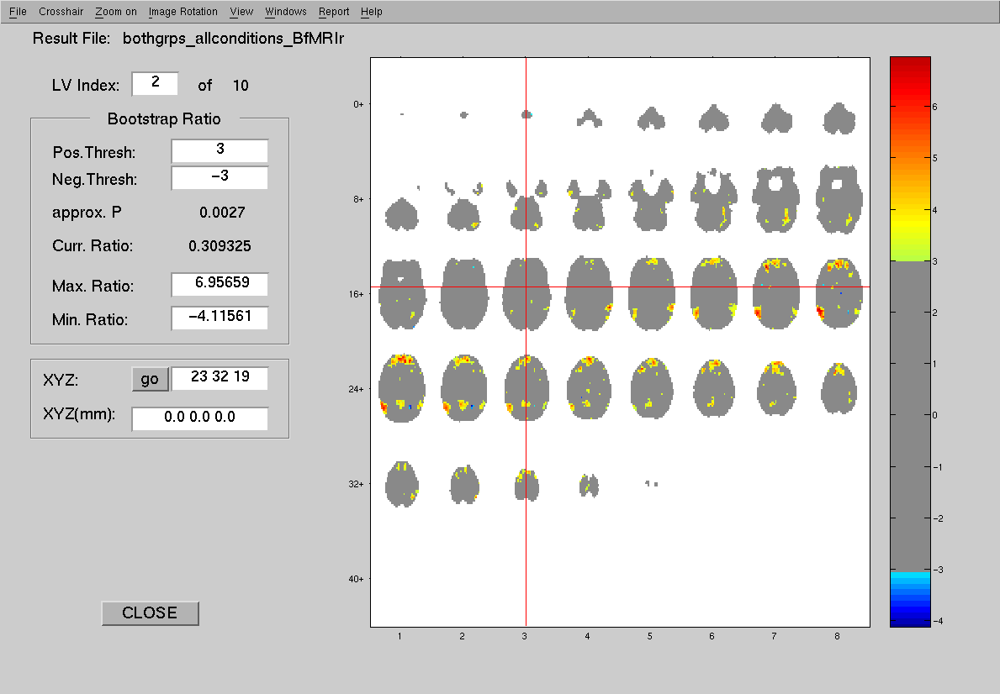 File Crosshair Zoom on Image Rotation View Windows Report Help
Result File: bothgrps_allconditions_BfMRIr
LV Index: 2 of 10
Bootstrap Ratio
Pos.Thresh: 3
Neg.Thresh: −3
approx. P 0.0027
Curr. Ratio: 0.309325
Max. Ratio: 6.95659
Min. Ratio: −4.11561
XYZ: go 23 32 19
XYZ(mm): 0.0 0.0 0.0
CLOSE
0+
8+
16+
24+
32+
40+
1 2 3 4 5 6 7 8
6
5
4
3
2
1
0
−1
−2
−3
−4